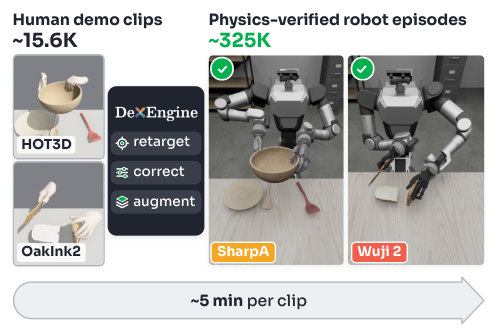 Human demo clips
~15.6K
Physics-verified robot episodes
~325K
HOT3D
OakInk2
DexEngine
retarget
correct
augment
SharpA
Wuji 2
~5 min per clip